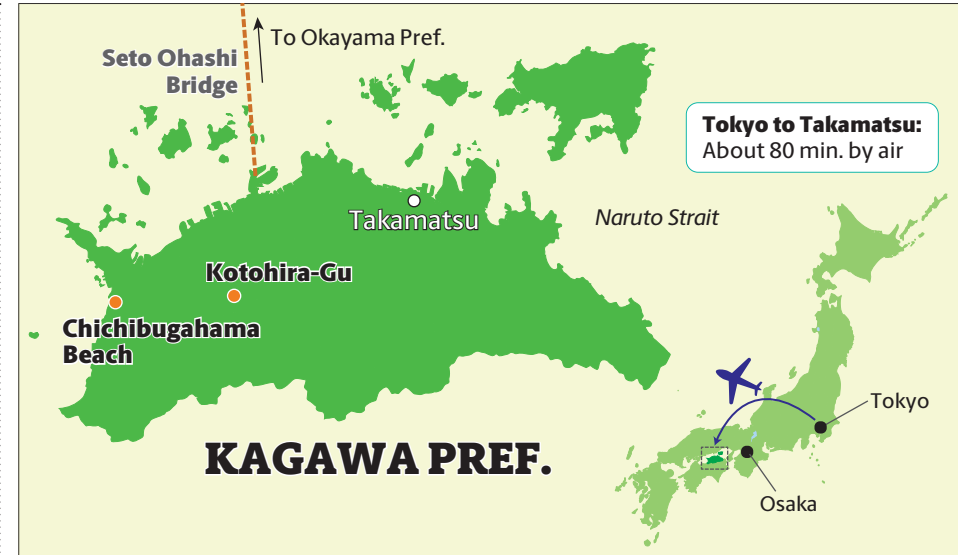 To Okayama Pref.
Seto Ohashi
Bridge
Tokyo to Takamatsu:
About 80 min. by air
Takamatsu
Naruto Strait
Kotohira-Gu
Chichibugahama
Beach
KAGAWA PREF.
Tokyo
Osaka